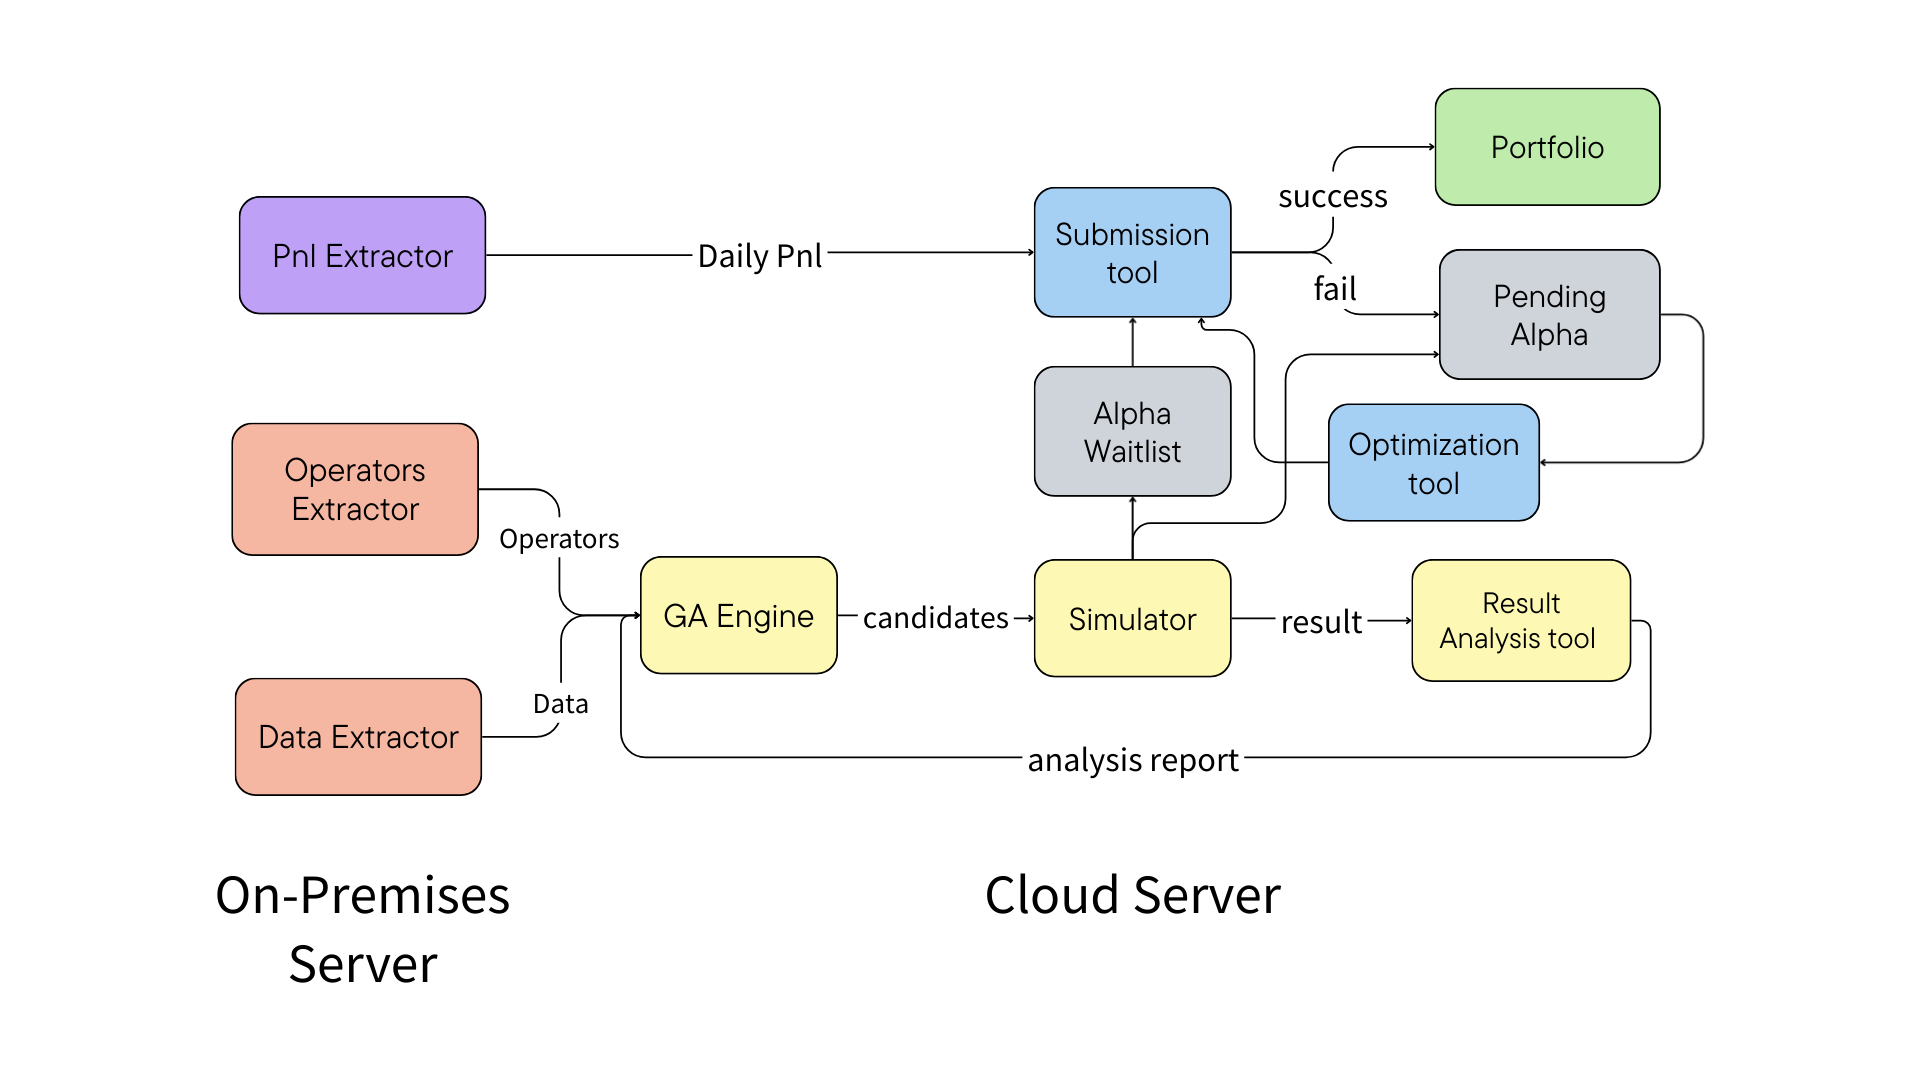 Portfolio
success
Submission
tool
Pnl Extractor
Daily Pnl
fail
Pending
Alpha
Alpha
Waitlist
Optimization
tool
Operators
Extractor
Operators
GA Engine
candidates
Simulator
result
Result
Analysis tool
Data
Data Extractor
analysis report
On-Premises
Server
Cloud Server